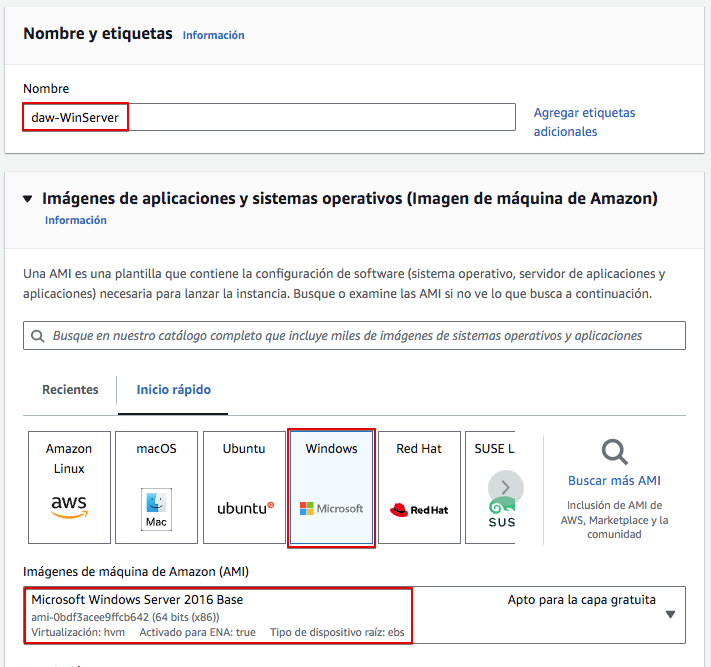 Nombre y etiquetas Información
Nombre
daw-WinServer
Agregar etiquetas
adicionales
Imágenes de aplicaciones y sistemas operativos (Imagen de máquina de Amazon)
Información
Una AMI es una plantilla que contiene la configuración de software (sistema operativo, servidor de aplicaciones y
aplicaciones) necesaria para lanzar la instancia. Busque o examine las AMI si no ve lo que busca a continuación.
Busque en nuestro catálogo completo que incluye miles de imágenes de sistemas operativos y aplicaciones
Recientes Inicio rápido
Amazon
Linux
aws
macOS
Mac
Ubuntu
ubuntu
Windows
Microsoft
Red Hat
RedHat
SUSE L
SUS
Buscar más AMI
Inclusión de AMI de
AWS, Marketplace y la
comunidad
Imágenes de máquina de Amazon (AMI)
Microsoft Windows Server 2016 Base
Apto para la capa gratuita
ami-0bdf3acee9ffcb642 (64 bits (x86))
Virtualización: hvm Activado para ENA: true Tipo de dispositivo raíz: ebs